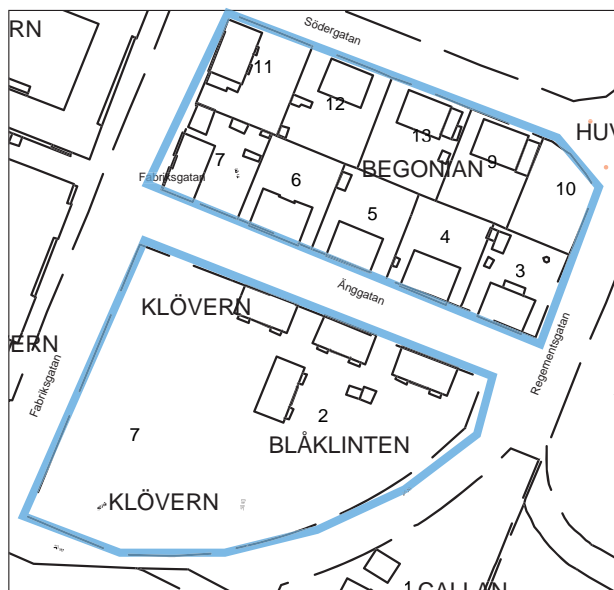 RN
Södergatan
11
12
13
HUV
7
9
BEGONIAN
Fabriksgatan
6
10
5
4
3
Änggatan
KLÖVERN
ERN
Regementsgatan
Fabriksgatan
2
7
BLÅKLINTEN
KLÖVERN
1 CALLAN